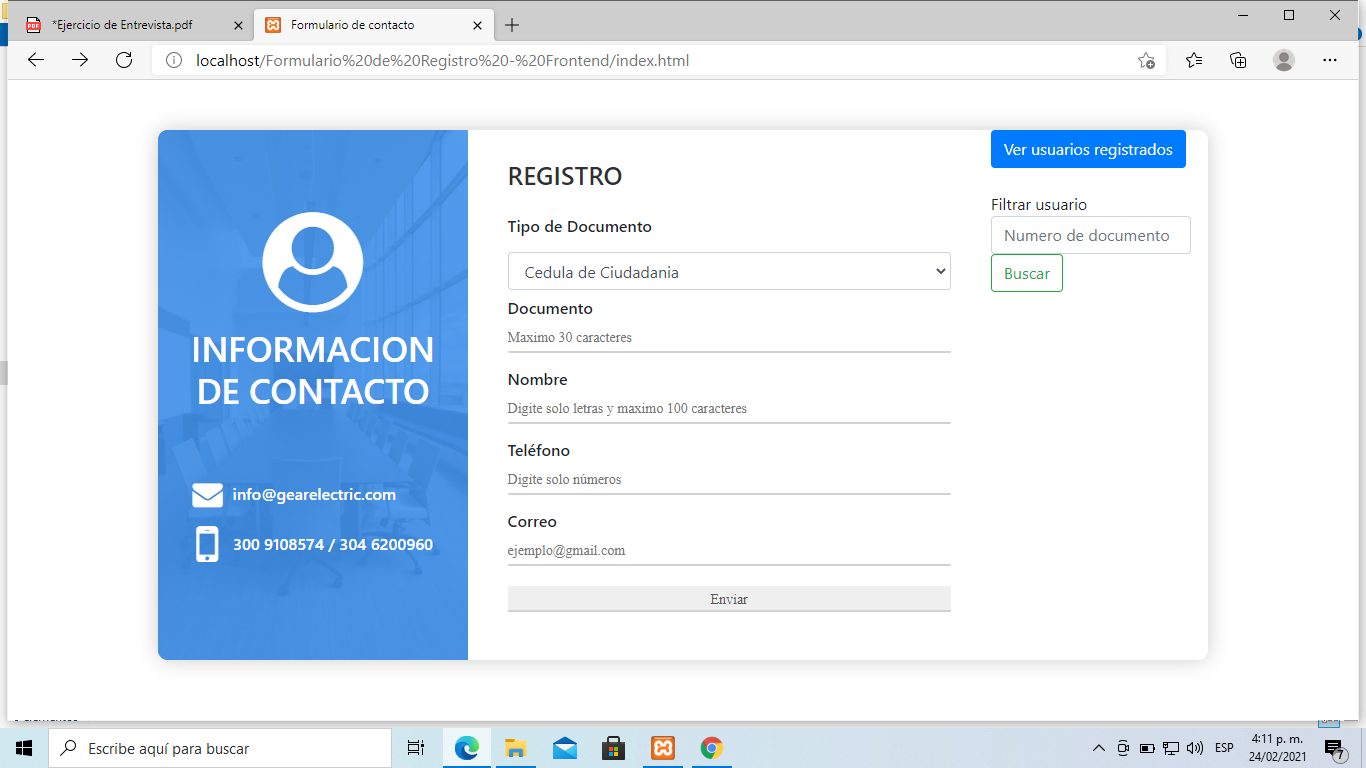 *Ejercicio de Entrevista.pdf
Formulario de contacto
localhost/Formulario%20de%20Registro%20-%20Frontend/index.html
INFORMACION
DE CONTACTO
info@gearelectric.com
300 9108574 / 304 6200960
REGISTRO
Tipo de Documento
Cedula de Ciudadania
Documento
Maximo 30 caracteres
Nombre
Digite solo letras y maximo 100 caracteres
Teléfono
Digite solo números
Correo
ejemplo@gmail.com
Enviar
Ver usuarios registrados
Filtrar usuario
Numero de documento
Buscar
Escribe aquí para buscar
ESP
4:11 p. m.
24/02/2021
7